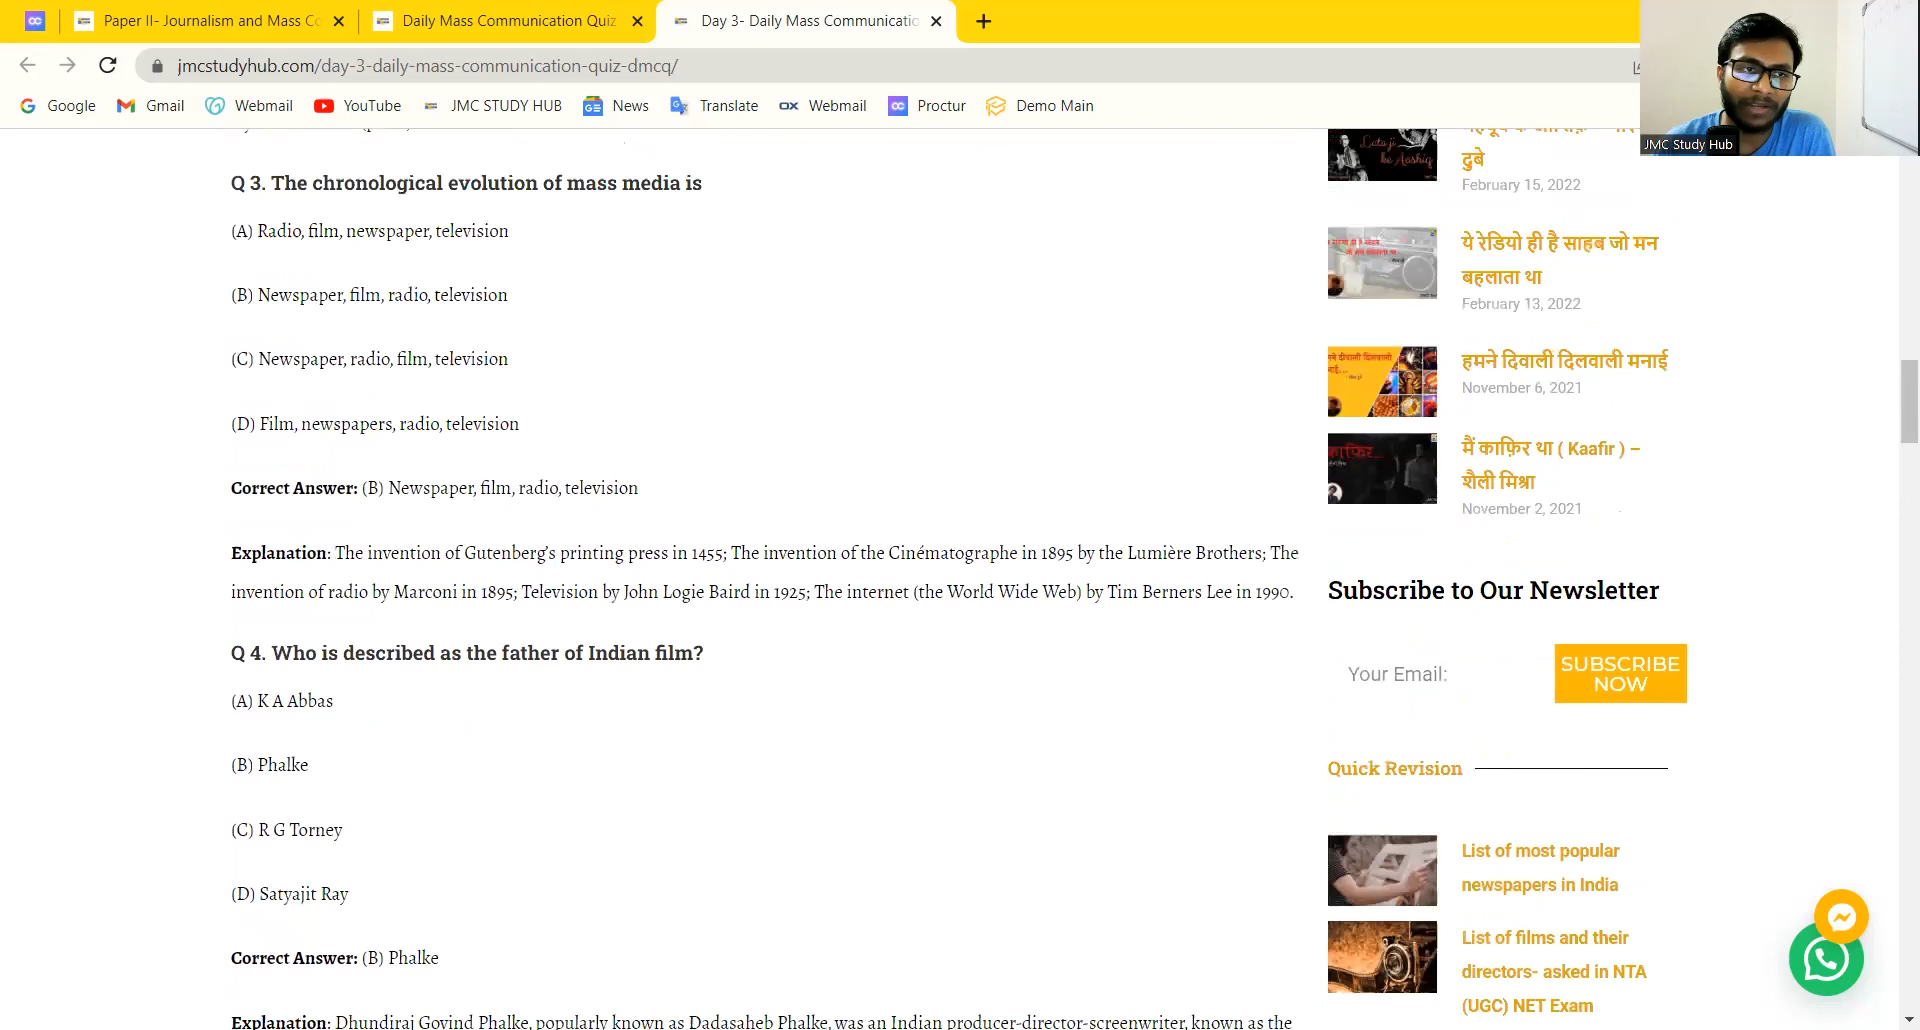 Paper II- Journalism and Mass Co
Daily Mass Communication Quiz
Day 3- Daily Mass Communicatio
jmcstudyhub.com/day-3-daily-mass-communication-quiz-dmcq/
Google
Gmail
Webmail
YouTube
JMC STUDY HUB
News
Translate
Webmail
Proctur
Demo Main
JMC Study Hub
Q 3. The chronological evolution of mass media is
(A) Radio, film, newspaper, television
(B) Newspaper, film, radio, television
(C) Newspaper, radio, film, television
(D) Film, newspapers, radio, television
Correct Answer: (B) Newspaper, film, radio, television
Explanation: The invention of Gutenberg’s printing press in 1455; The invention of the Cinématographe in 1895 by the Lumière Brothers; The
invention of radio by Marconi in 1895; Television by John Logie Baird in 1925; The internet (the World Wide Web) by Tim Berners Lee in 1990.
Q 4. Who is described as the father of Indian film?
(A) K A Abbas
(B) Phalke
(C) R G Torney
(D) Satyajit Ray
Correct Answer: (B) Phalke
Explanation: Dhundiraj Govind Phalke, popularly known as Dadasaheb Phalke, was an Indian producer-director-screenwriter, known as the
दुबे
February 15, 2022
Lata ji
ke Aashiq
ये रेडियो ही है साहब जो मन
बहलाता था
February 13, 2022
हमने दिवाली दिलवाली मनाई
November 6, 2021
मैं काफ़िर था ( Kaafir ) –
शैली मिश्रा
November 2, 2021
Subscribe to Our Newsletter
Your Email:
SUBSCRIBE
NOW
Quick Revision
List of most popular
newspapers in India
List of films and their
directors- asked in NTA
(UGC) NET Exam